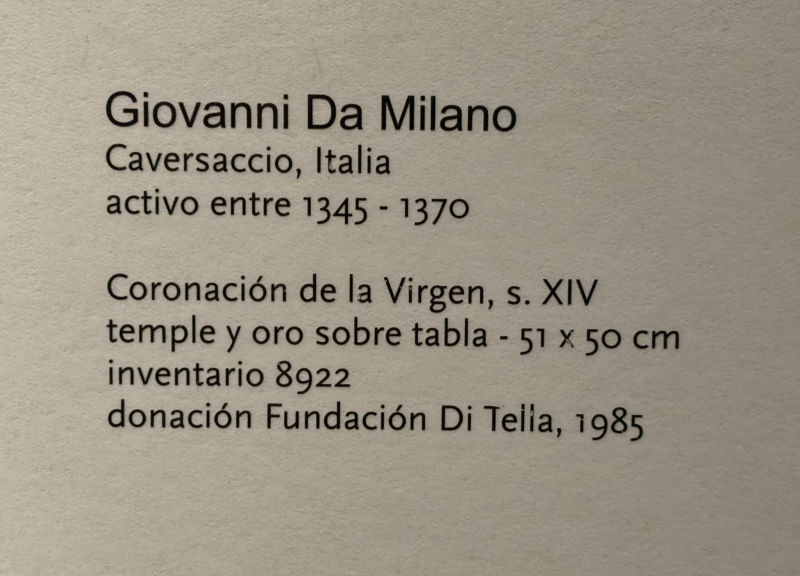 Giovanni Da Milano
Caversaccio, Italia
activo entre 1345 - 1370
Coronación de la Virgen, s. XIV
temple y oro sobre tabla - 51 x 50 cm
inventario 8922
donación Fundación Di Tella, 1985